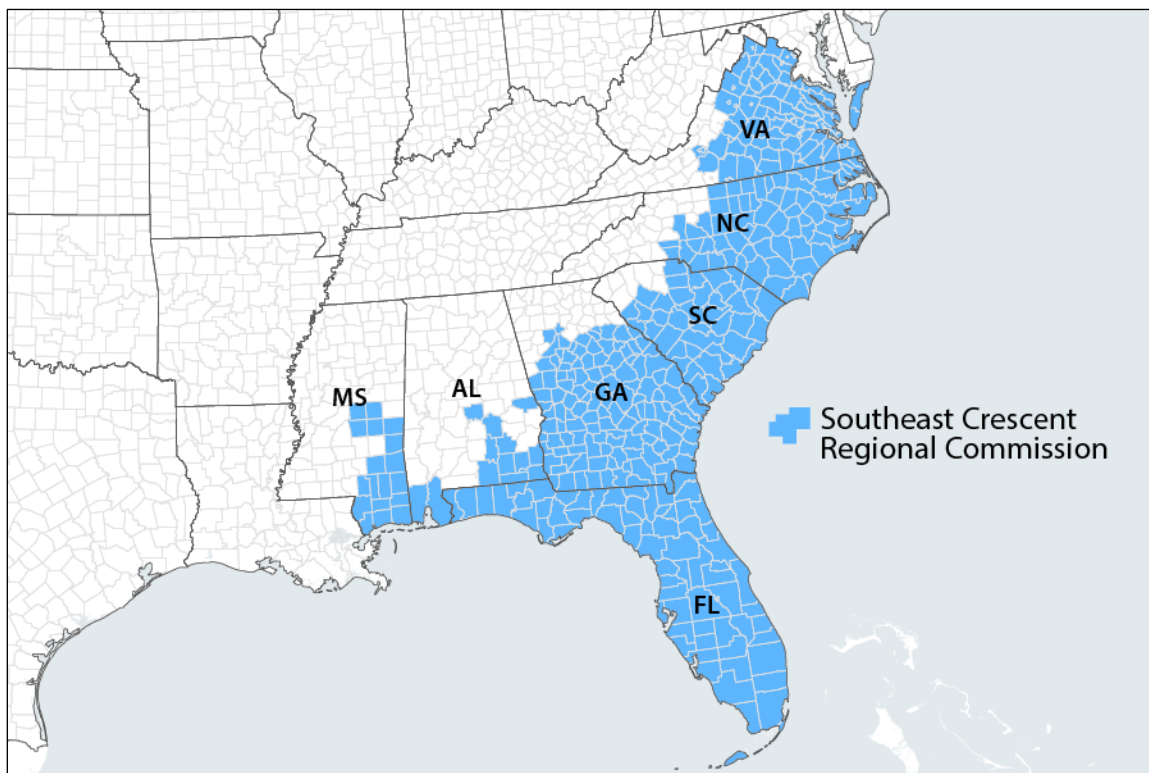 VA
NC
SC
MS
AL
GA
Southeast Crescent
Regional Commission
FL